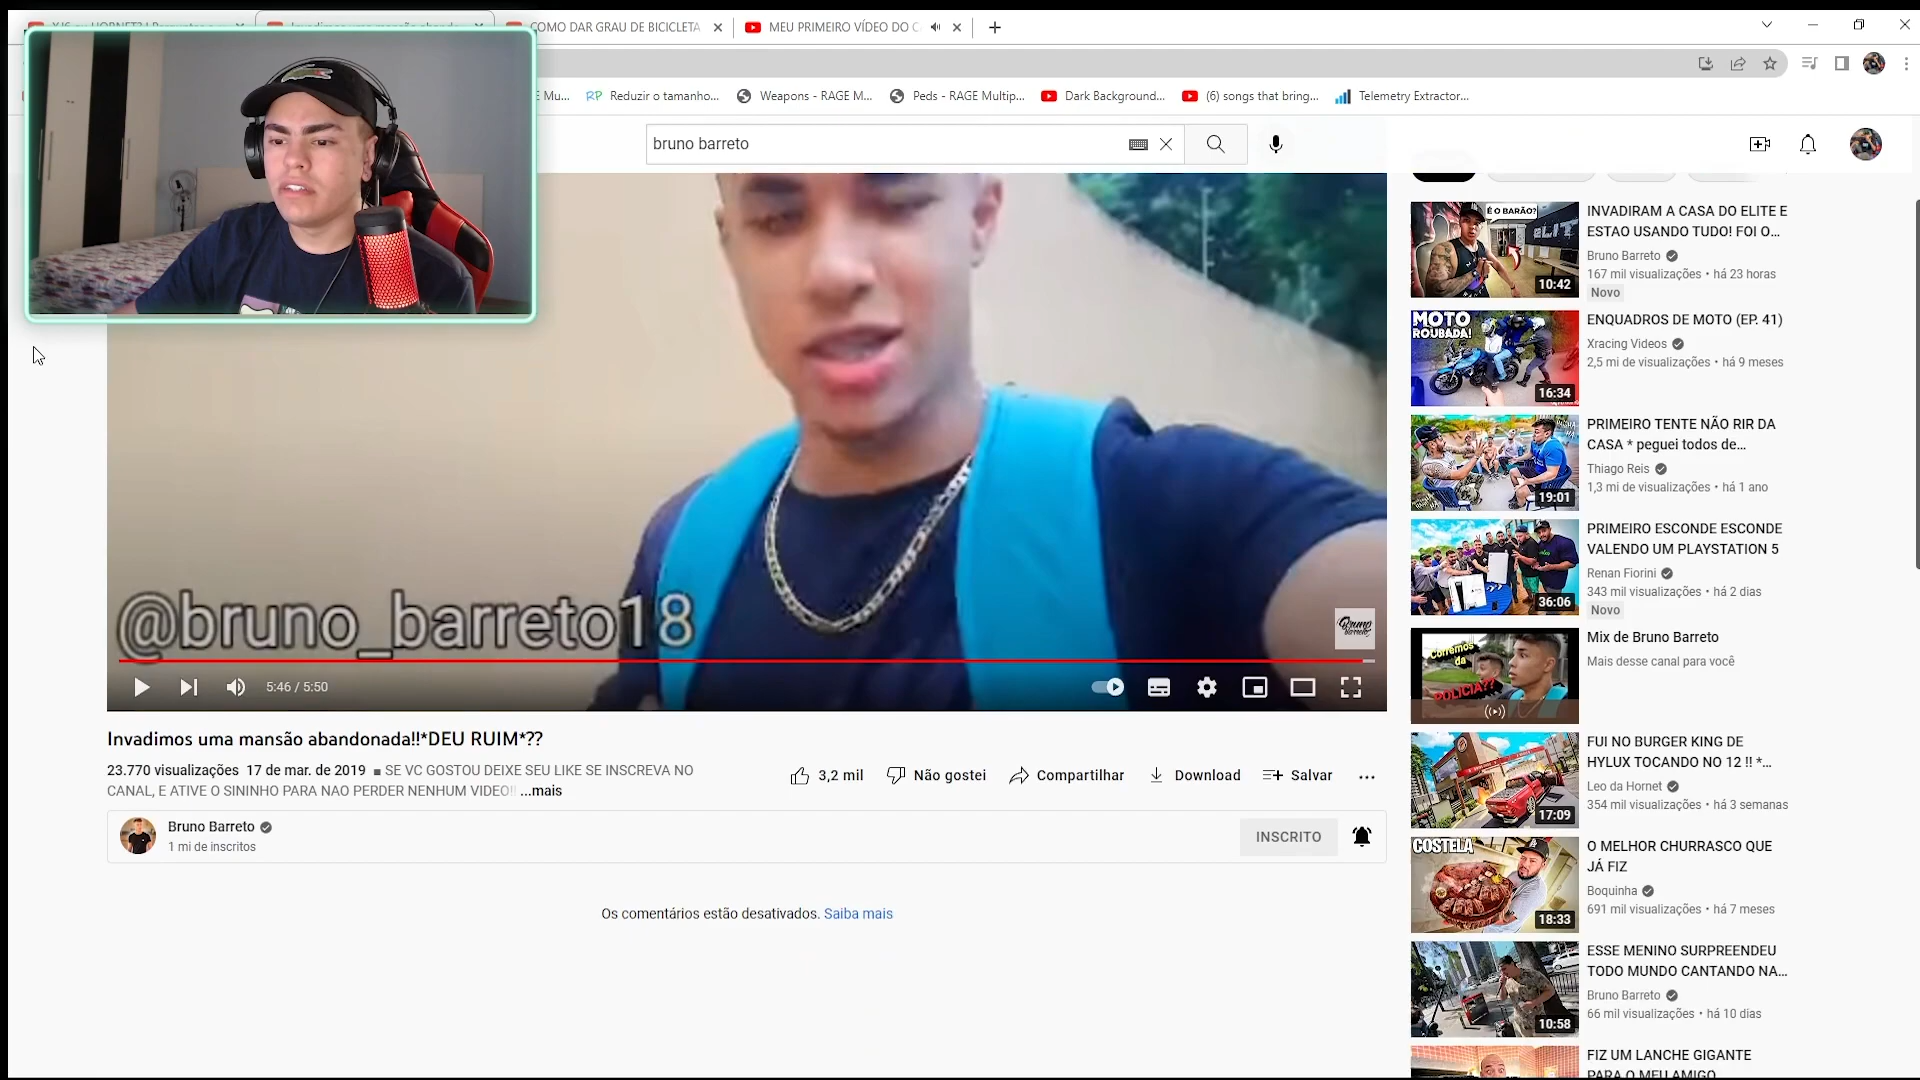 COMO DAR GRAU DE BICICLETA
MEU PRIMEIRO VÍDEO DO C
E Mu...
RP Reduzir o tamanho...
Weapons - RAGE M...
Peds - RAGE Multip...
Dark Background...
(6) songs that bring...
Telemetry Extractor...
bruno barreto
@bruno_barreto18
Bruno
Barreto
5:46 / 5:50
Invadimos uma mansão abandonada!!*DEU RUIM*??
23.770 visualizações 17 de mar. de 2019 ■ SE VC GOSTOU DEIXE SEU LIKE SE INSCREVA NO
CANAL, E ATIVE O SININHO PARA NAO PERDER NENHUM VIDEO!! ...mais
3,2 mil
Não gostei
Compartilhar
Download
Salvar
Bruno Barreto
1 mi de inscritos
INSCRITO
Os comentários estão desativados. Saiba mais
É O BARÃO?
10:42
INVADIRAM A CASA DO ELITE E
ESTAO USANDO TUDO! FOI O...
Bruno Barreto
167 mil visualizações • há 23 horas
Novo
MOTO
ROUBADA!
16:34
ENQUADROS DE MOTO (EP. 41)
Xracing Videos
2,5 mi de visualizações • há 9 meses
19:01
PRIMEIRO TENTE NÃO RIR DA
CASA * peguei todos de...
Thiago Reis
1,3 mi de visualizações • há 1 ano
36:06
PRIMEIRO ESCONDE ESCONDE
VALENDO UM PLAYSTATION 5
Renan Fiorini
343 mil visualizações • há 2 dias
Novo
Corremos
da
POLICIA??
Mix de Bruno Barreto
Mais desse canal para você
17:09
FUI NO BURGER KING DE
HYLUX TOCANDO NO 12 !! *...
Leo da Hornet
354 mil visualizações • há 3 semanas
COSTELA
18:33
O MELHOR CHURRASCO QUE
JÁ FIZ
Boquinha
691 mil visualizações • há 7 meses
10:58
ESSE MENINO SURPREENDEU
TODO MUNDO CANTANDO NA...
Bruno Barreto
66 mil visualizações • há 10 dias
FIZ UM LANCHE GIGANTE
PARA O MEU AMIGO